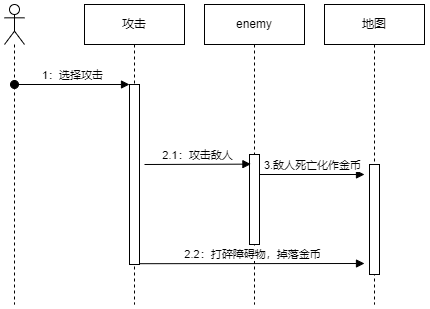 攻击
enemy
地图
1：选择攻击
2.1：攻击敌人
3.敌人死亡化作金币
2.2：打碎障碍物，掉落金币